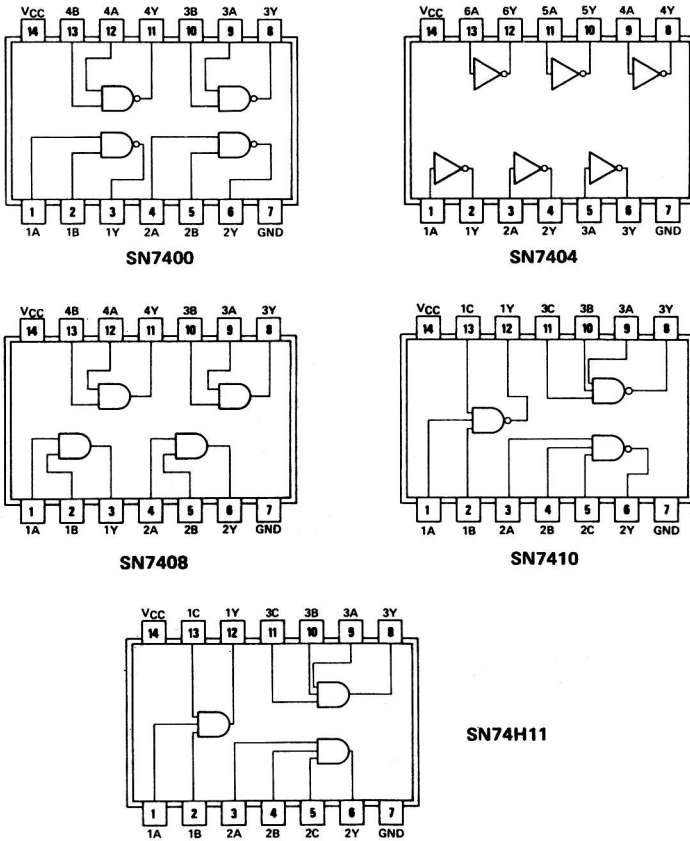 VCC 4B 4A 4Y 3B 3A 3Y
14 13 12 11 10 9 8
1 2 3 4 5 6 7
1A 1B 1Y 2A 2B 2Y GND
SN7400
VCC 6A 6Y 5A 5Y 4A 4Y
14 13 12 11 10 9 8
1 2 3 4 5 6 7
1A 1Y 2A 2Y 3A 3Y GND
SN7404
VCC 4B 4A 4Y 3B 3A 3Y
14 13 12 11 10 9 8
1 2 3 4 5 6 7
1A 1B 1Y 2A 2B 2Y GND
SN7408
VCC 1C 1Y 3C 3B 3A 3Y
14 13 12 11 10 9 8
1 2 3 4 5 6 7
1A 1B 2A 2B 2C 2Y GND
SN7410
VCC 1C 1Y 3C 3B 3A 3Y
14 13 12 11 10 9 8
1 2 3 4 5 6 7
1A 1B 2A 2B 2C 2Y GND
SN74H11